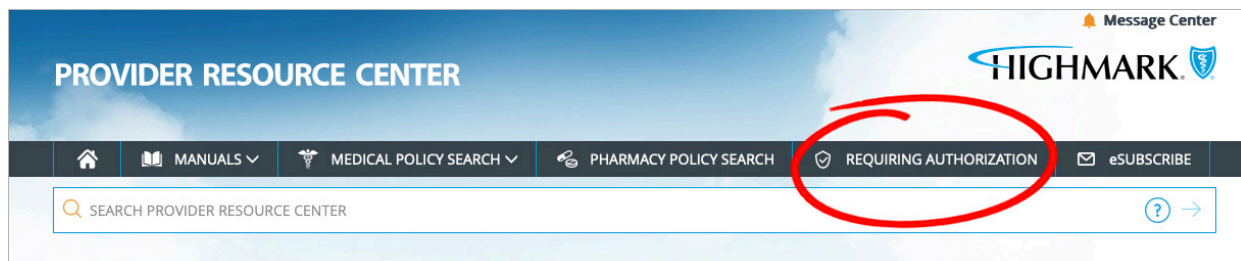 Message Center
PROVIDER RESOURCE CENTER
HIGHMARK
MANUALS MEDICAL POLICY SEARCH PHARMACY POLICY SEARCH REQUIRING AUTHORIZATION eSUBSCRIBE
SEARCH PROVIDER RESOURCE CENTER ?